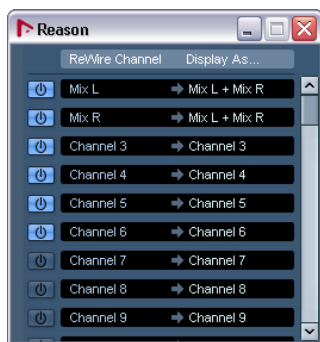 Reason
ReWire Channel Display As...
Mix L Mix L + Mix R
Mix R Mix L + Mix R
Channel 3 Channel 3
Channel 4 Channel 4
Channel 5 Channel 5
Channel 6 Channel 6
Channel 7 Channel 7
Channel 8 Channel 8
Channel 9 Channel 9